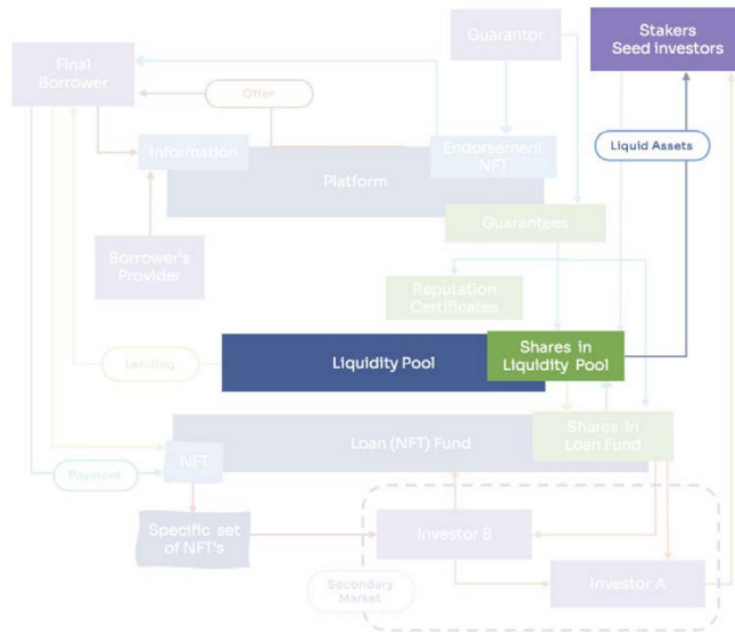 Guarantor
Stakers
Seed investors
Final
Borrower
Offer
Information
Endorsement
NFT
Liquid Assets
Platform
Guarantees
Borrower's
Provider
Reputation
Certificates
Lending
Liquidity Pool
Shares in
Liquidity Pool
Loan (NFT) Fund
Shares in
Loan Fund
NFT
Payment
Specific set
of NFT's
Investor B
Secondary
Market
Investor A